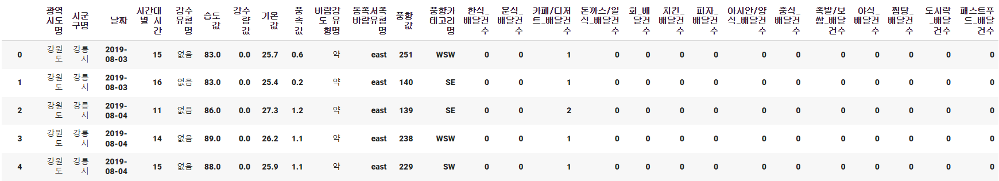 광역시도명 시군구명 날짜 시간대별 시간 강수유형명 습도값 강수량값 기온값 풍속값 바람강도유형명 동쪽서쪽바람유형명 풍향값 풍향카테고리명 한식_배달건수 분식_배달건수 카페/디저트_배달건수 돈까스/일식_배달건수 회_배달건수 치킨_배달건수 피자_배달건수 아시안/양식_배달건수 중식_배달건수 족발/보쌈_배달건수 야식_배달건수 찜탕_배달건수 도시락_배달건수 패스트푸드_배달건수
0 강원도 강릉시 2019-08-03 15 없음 83.0 0.0 25.7 0.6 약 east 251 WSW 0 0 1 0 0 0 0 0 0 0 0 0 0 0
1 강원도 강릉시 2019-08-03 16 없음 83.0 0.0 25.4 0.2 약 east 140 SE 0 0 1 0 0 0 0 0 0 0 0 0 0 0
2 강원도 강릉시 2019-08-04 11 없음 86.0 0.0 27.3 1.2 약 east 139 SE 0 0 2 0 0 0 0 0 0 0 0 0 0 0
3 강원도 강릉시 2019-08-04 14 없음 89.0 0.0 26.2 1.1 약 east 238 WSW 0 0 1 0 0 0 0 0 0 0 0 0 0 0
4 강원도 강릉시 2019-08-04 15 없음 88.0 0.0 25.9 1.1 약 east 229 SW 0 0 1 0 0 0 0 0 0 0 0 0 0 0